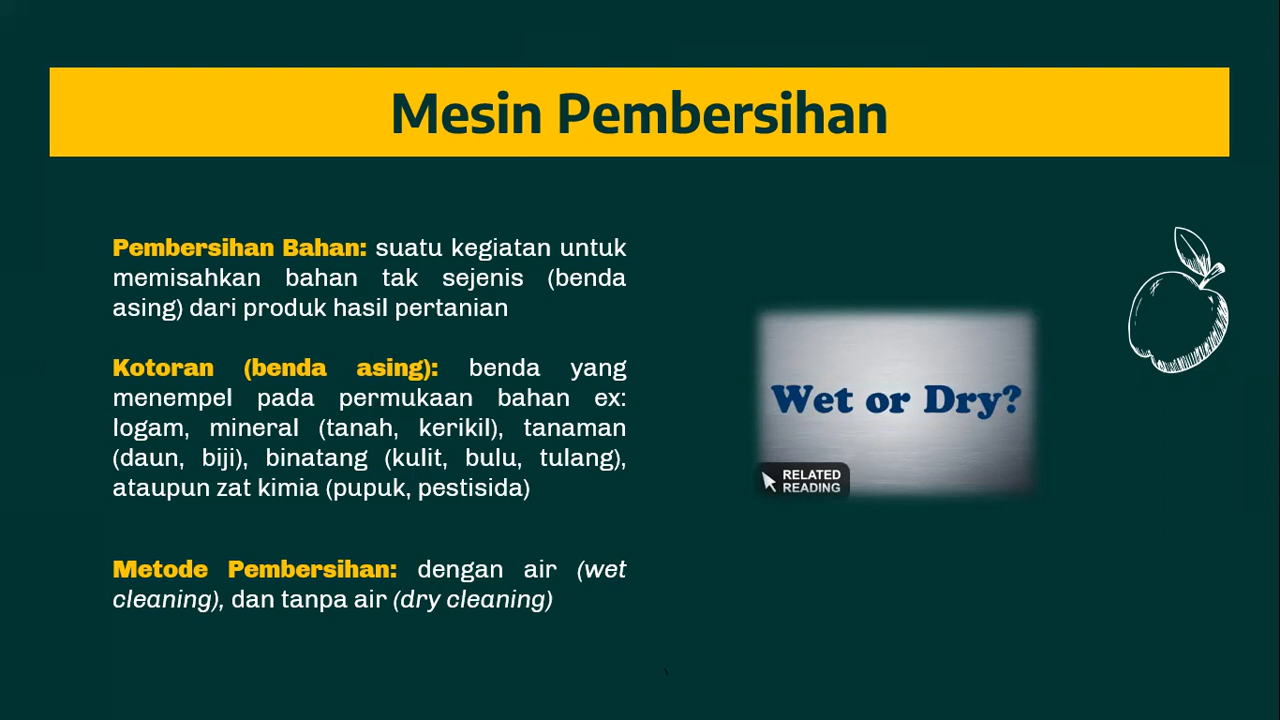 Mesin Pembersihan
Pembersihan Bahan: suatu kegiatan untuk
memisahkan bahan tak sejenis (benda
asing) dari produk hasil pertanian
Kotoran (benda asing): benda yang
menempel pada permukaan bahan ex:
logam, mineral (tanah, kerikil), tanaman
(daun, biji), binatang (kulit, bulu, tulang),
ataupun zat kimia (pupuk, pestisida)
Metode Pembersihan: dengan air (wet
cleaning), dan tanpa air (dry cleaning)
Wet or Dry?
RELATED
READING